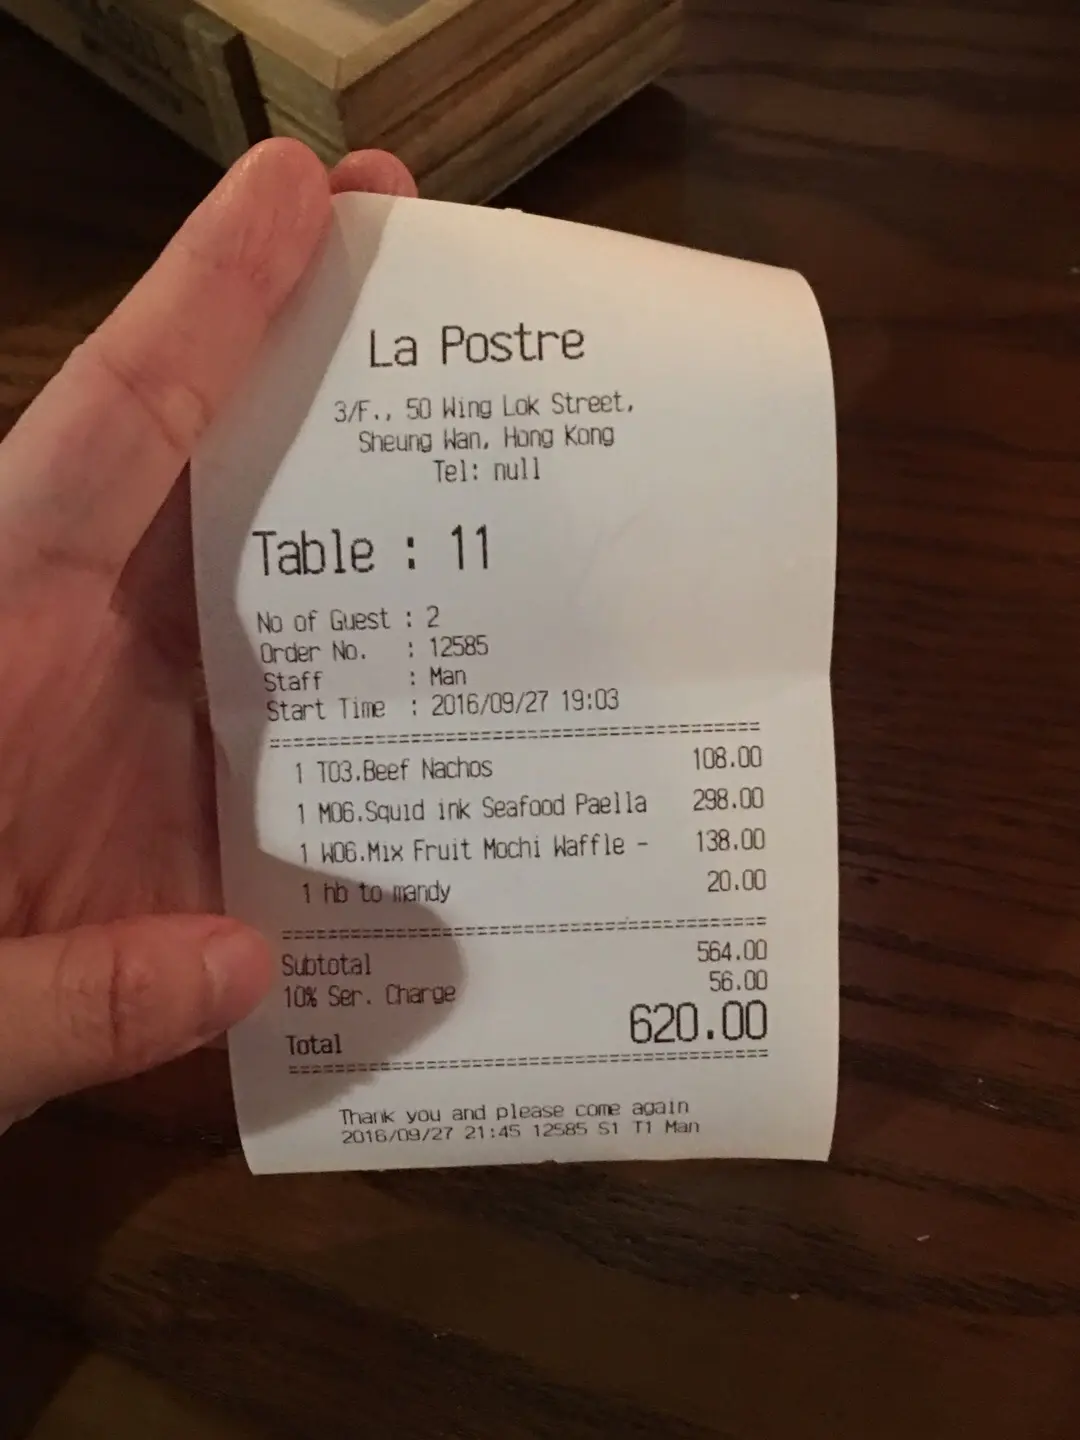 La Postre
3/F., 50 Wing Lok Street,
Sheung Wan, Hong Kong
Tel: null
Table : 11
No of Guest : 2
Order No. : 12585
Staff : Man
Start Time : 2016/09/27 19:03
1 T03.Beef Nachos 108.00
1 M06.Squid ink Seafood Paella 298.00
1 W06.Mix Fruit Mochi Waffle - 138.00
1 hb to mandy 20.00
Subtotal 564.00
10% Ser. Charge 56.00
Total 620.00
Thank you and please come again
2016/09/27 21:45 12585 S1 T1 Man